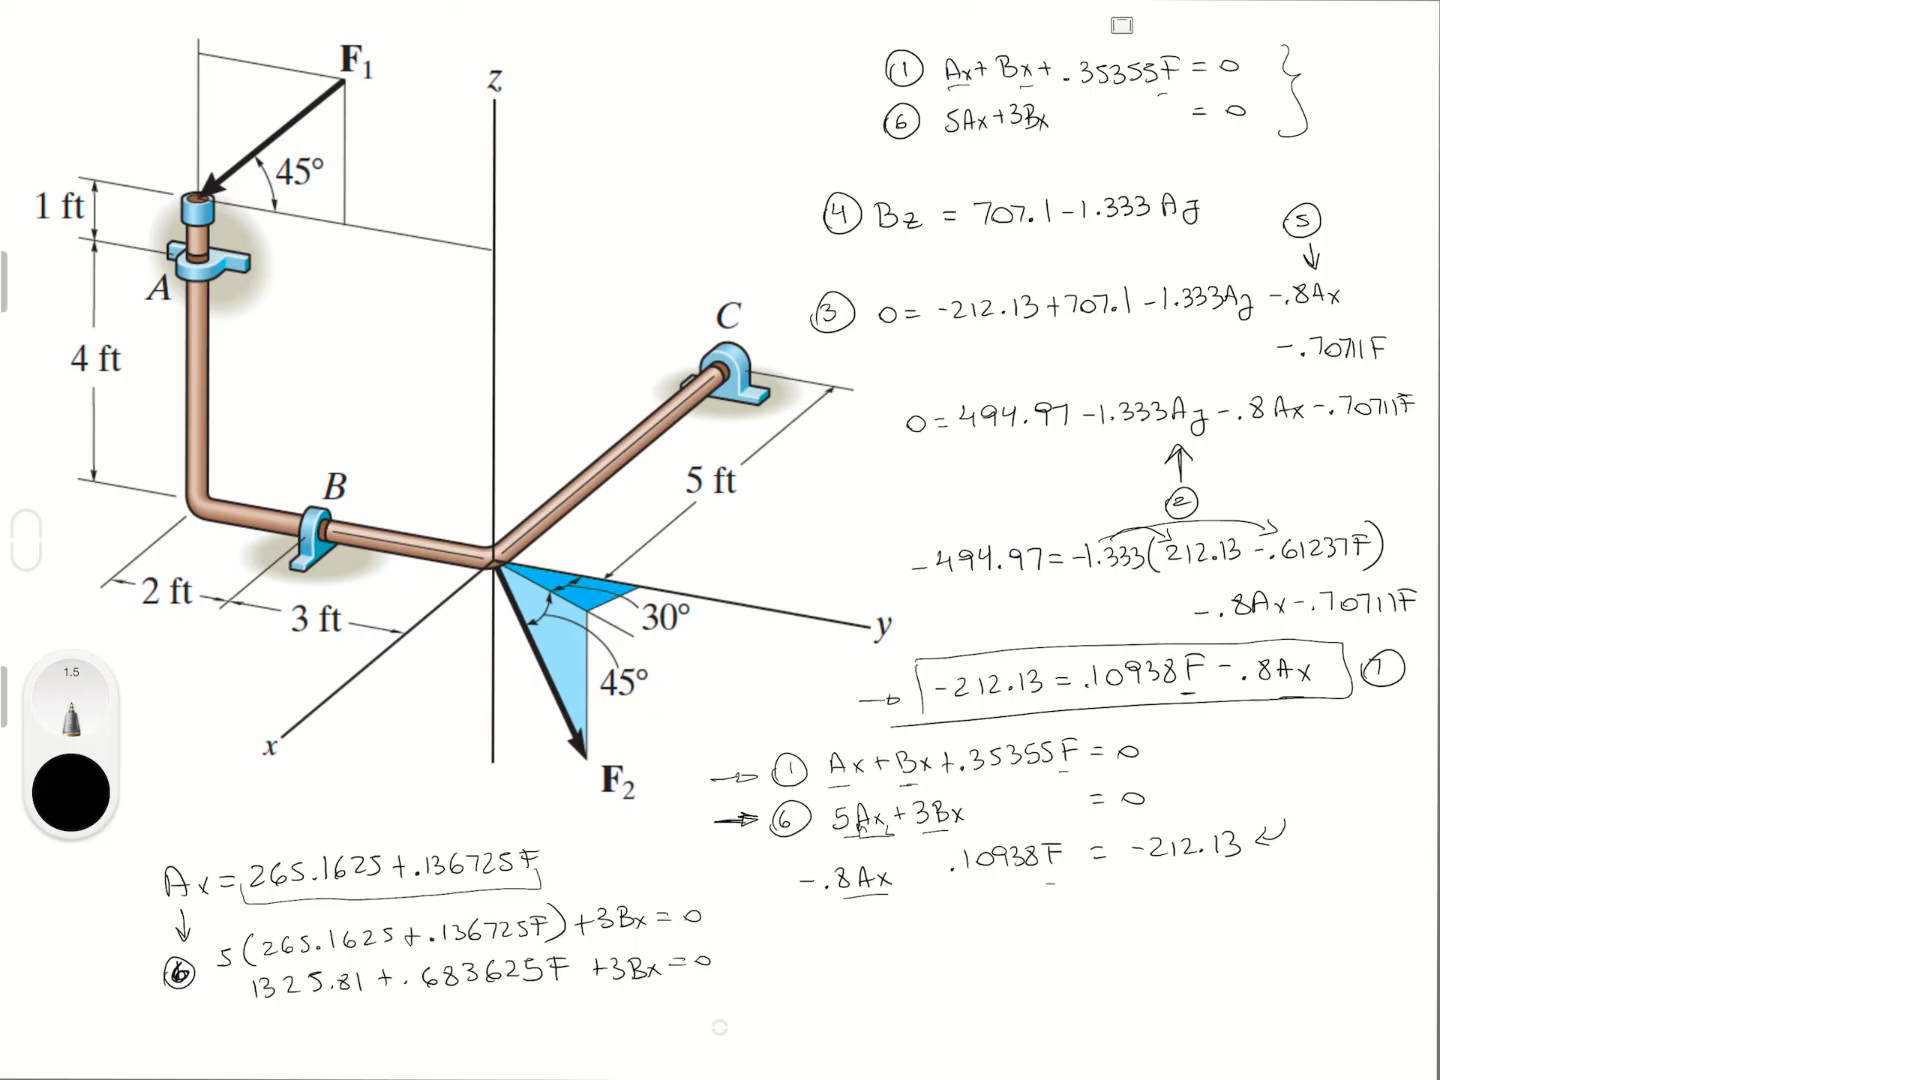 F₁
z
45°
1 ft
A
4 ft
C
B
5 ft
2 ft
3 ft
30°
y
45°
x
F₂
1.5
① Ax + Bx + .35355F = 0
⑥ 5Ax + 3Bx = 0
④ Bz = 707.1 - 1.333 Ay
⑤
③ 0 = -212.13 + 707.1 - 1.333Ay - .8Ax
- .70711F
0 = 494.97 - 1.333Ay - .8Ax - .70711F
②
-494.97 = -1.333(212.13 - .61237F)
- .8Ax - .70711F
→ -212.13 = .10938F - .8Ax ⑦
→ ① Ax + Bx + .35355F = 0
→ ⑥ 5Ax + 3Bx = 0
- .8Ax .10938F = -212.13
Ax = 265.1625 + .136725F
↓ 5(265.1625 + .136725F) + 3Bx = 0
⑥ 1325.81 + .683625F + 3Bx = 0